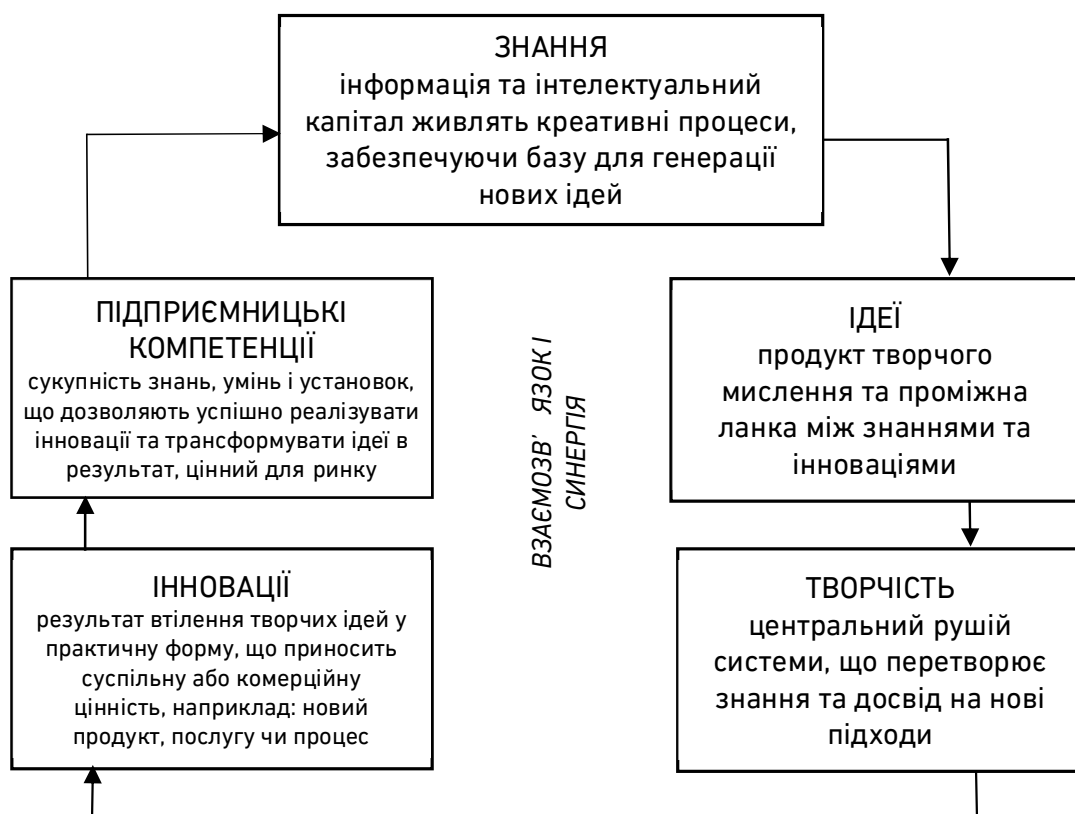 ЗНАННЯ
інформація та інтелектуальний
капітал живлять креативні процеси,
забезпечуючи базу для генерації
нових ідей
ПІДПРИЄМНИЦЬКІ
КОМПЕТЕНЦІЇ
сукупність знань, умінь і установок,
що дозволяють успішно реалізувати
інновації та трансформувати ідеї в
результат, цінний для ринку
ВЗАЄМОЗВ’ ЯЗОК І
СИНЕРГІЯ
ІДЕЇ
продукт творчого
мислення та проміжна
ланка між знаннями та
інноваціями
ІННОВАЦІЇ
результат втілення творчих ідей у
практичну форму, що приносить
суспільну або комерційну
цінність, наприклад: новий
продукт, послугу чи процес
ТВОРЧІСТЬ
центральний рушій
системи, що перетворює
знання та досвід на нові
підходи